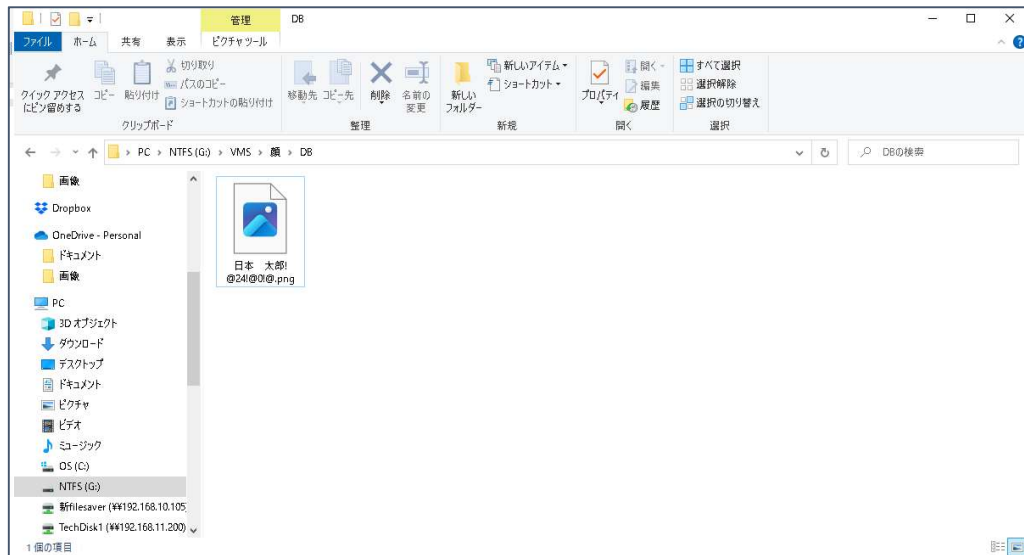 管理
DB
ファイル
ホーム
共有
表示
ピクチャ ツール
クイック アクセス
にピン留めする
コピー
貼り付け
切り取り
パスのコピー
ショートカットの貼り付け
クリップボード
移動先
コピー先
削除
名前の
変更
整理
新しい
フォルダー
新しいアイテム
ショートカット
新規
プロパティ
開く
編集
履歴
開く
すべて選択
選択解除
選択の切り替え
選択
PC › NTFS (G:) › VMS › 顔 › DB
DBの検索
画像
Dropbox
OneDrive - Personal
ドキュメント
画像
PC
3D オブジェクト
ダウンロード
デスクトップ
ドキュメント
ピクチャ
ビデオ
ミュージック
OS (C:)
NTFS (G:)
新filesaver (¥¥192.168.10.105)
TechDisk1 (¥¥192.168.11.200)
日本　太郎!
@24!@0!@.png
1 個の項目